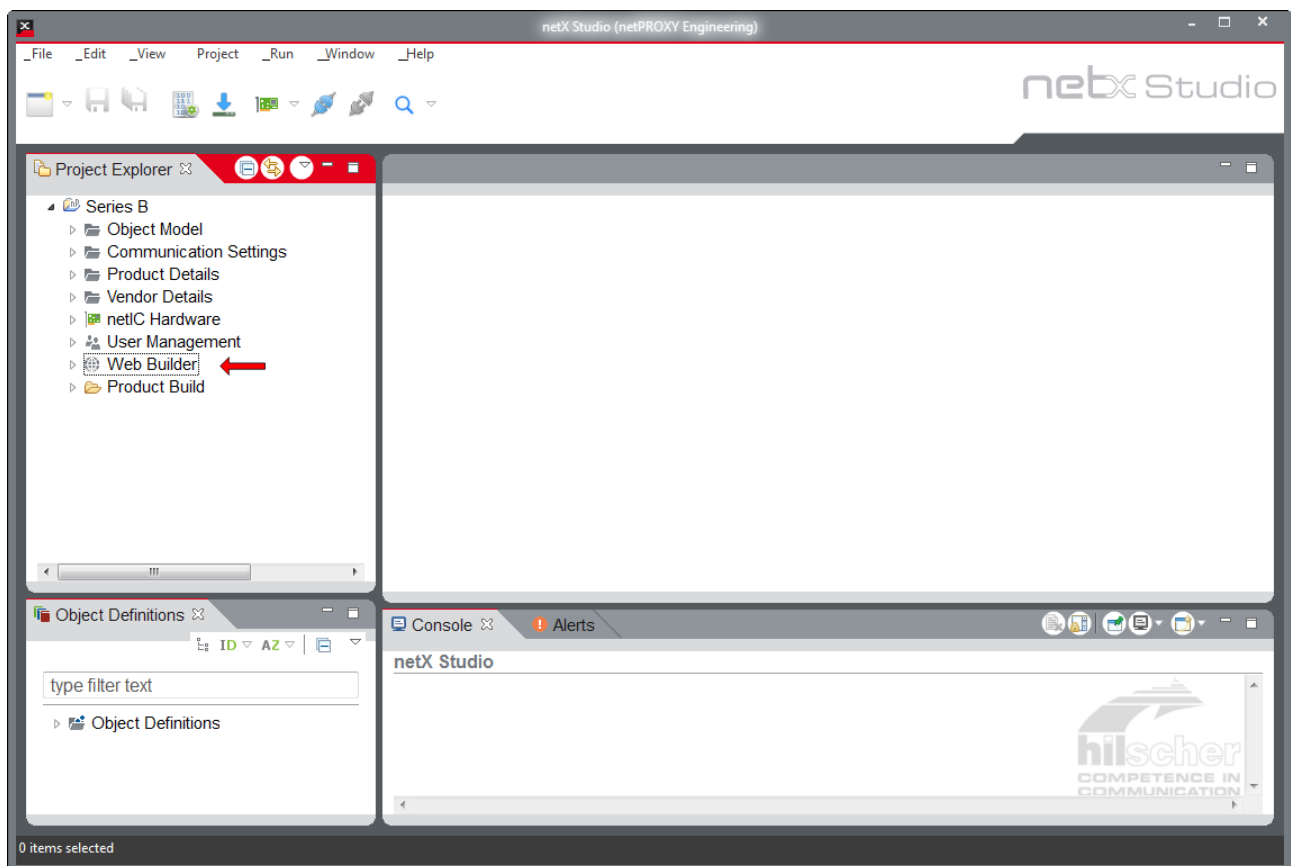 netX Studio (netPROXY Engineering)
_File _Edit _View Project _Run _Window _Help
netX Studio
Project Explorer
Series B
Object Model
Communication Settings
Product Details
Vendor Details
netIC Hardware
User Management
Web Builder
Product Build
Object Definitions
ID AZ
type filter text
Object Definitions
Console Alerts
netX Studio
hilscher
COMPETENCE IN
COMMUNICATION
0 items selected